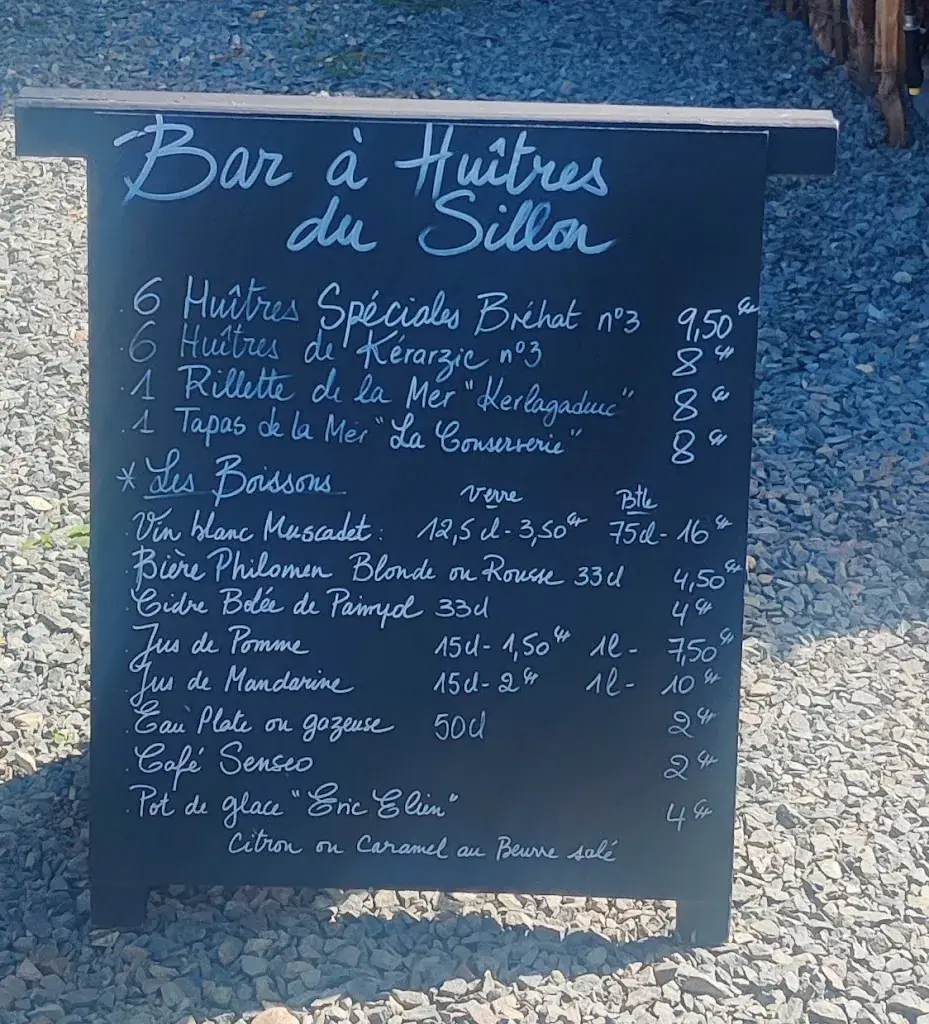 Bar à Huîtres
du Sillon
6 Huîtres Spéciales Bréhat n°3 9,50€
6 Huîtres de Kérarzic n°3 8€
.1 Rillette de la Mer "Kerlagaduc" 8€
.1 Tapas de la Mer "La Conserverie" 8€
* Les Boissons verre Btle
Vin blanc Muscadet : 12,5 cl - 3,50€ 75cl - 16€
Bière Philomen Blonde ou Rousse 33cl 4,50€
Cidre Bolée de Paimpol 33cl 4€
Jus de Pomme 15cl - 1,50€ 1l - 7,50€
Jus de Mandarine 15cl - 2€ 1l - 10€
Eau Plate ou gazeuse 50cl 2€
Café Senseo 2€
Pot de glace "Eric Elien" 4€
Citron ou Caramel au Beurre salé